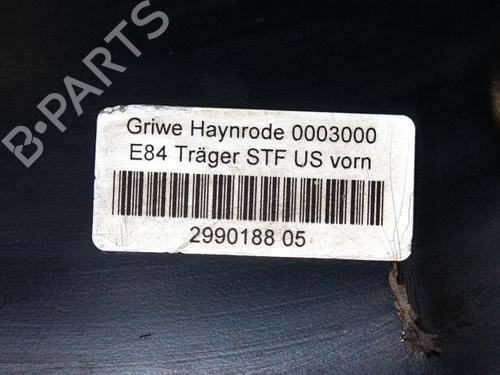 B-PARTS
Griwe Haynrode 0003000
E84 Träger STF US vorn
2990188 05